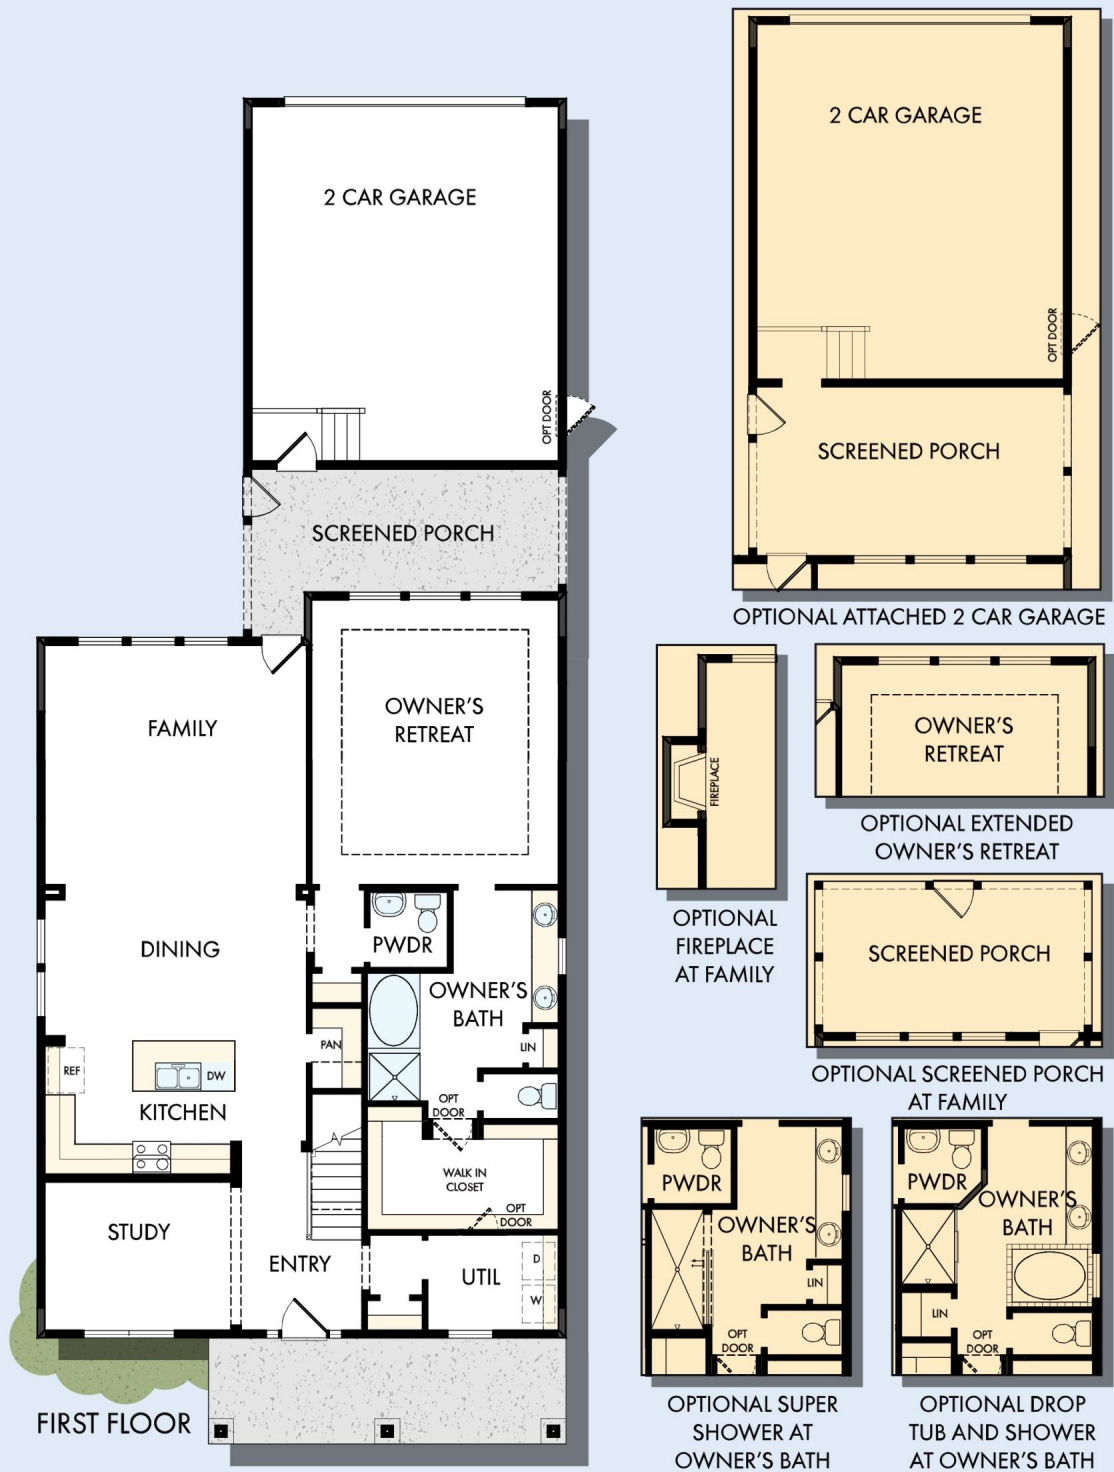 2 CAR GARAGE
OPT DOOR
SCREENED PORCH
FAMILY
OWNER'S
RETREAT
DINING
PWDR
OWNER'S
BATH
PAN
LIN
REF
DW
KITCHEN
OPT
DOOR
WALK IN
CLOSET
OPT
DOOR
STUDY
ENTRY
UTIL
D
W
FIRST FLOOR
2 CAR GARAGE
OPT DOOR
SCREENED PORCH
OPTIONAL ATTACHED 2 CAR GARAGE
FIREPLACE
OPTIONAL
FIREPLACE
AT FAMILY
OWNER'S
RETREAT
OPTIONAL EXTENDED
OWNER'S RETREAT
SCREENED PORCH
OPTIONAL SCREENED PORCH
AT FAMILY
PWDR
OWNER'S
BATH
LIN
OPT
DOOR
OPTIONAL SUPER
SHOWER AT
OWNER'S BATH
PWDR
OWNER'S
BATH
LIN
OPT
DOOR
OPTIONAL DROP
TUB AND SHOWER
AT OWNER'S BATH